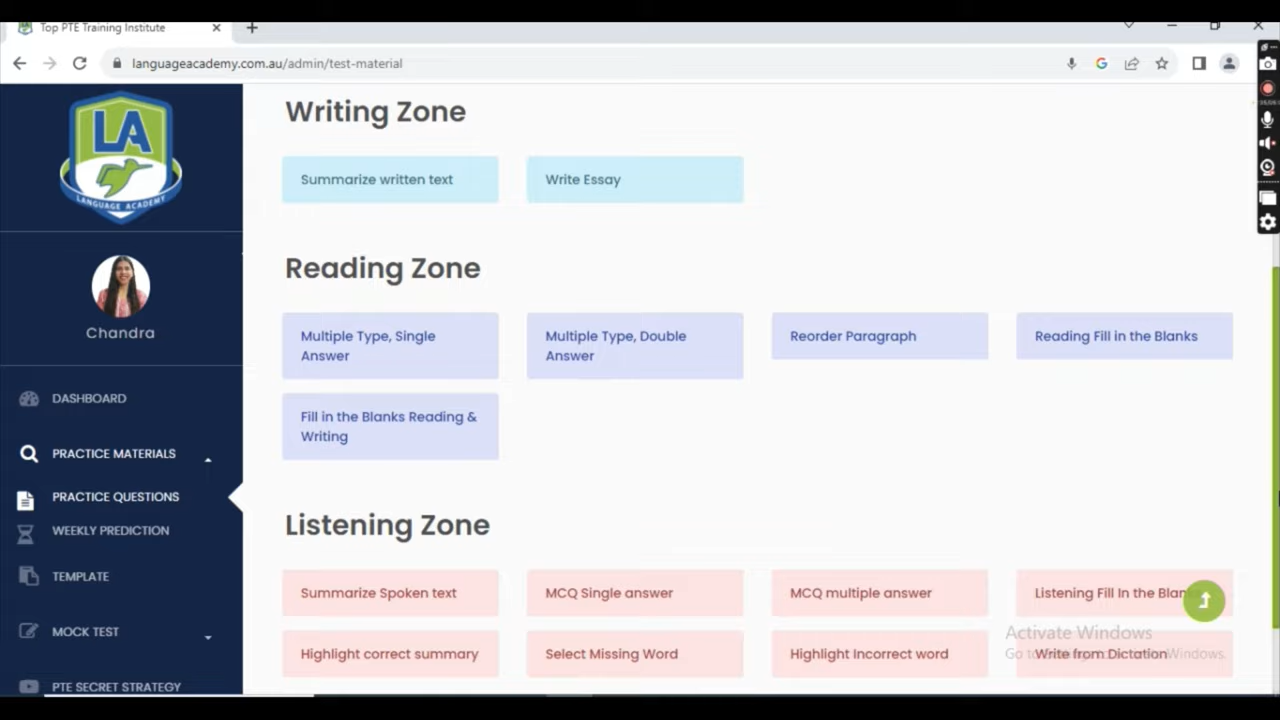 Top PTE Training Institute
languageacademy.com.au/admin/test-material
LA
LANGUAGE ACADEMY
Chandra
DASHBOARD
PRACTICE MATERIALS
PRACTICE QUESTIONS
WEEKLY PREDICTION
TEMPLATE
MOCK TEST
PTE SECRET STRATEGY
Writing Zone
Summarize written text
Write Essay
Reading Zone
Multiple Type, Single
Answer
Multiple Type, Double
Answer
Reorder Paragraph
Reading Fill in the Blanks
Fill in the Blanks Reading &
Writing
Listening Zone
Summarize Spoken text
MCQ Single answer
MCQ multiple answer
Listening Fill In the
Highlight correct summary
Select Missing Word
Highlight Incorrect word
Write from Dictation
Activate Windows
Go to Windows.